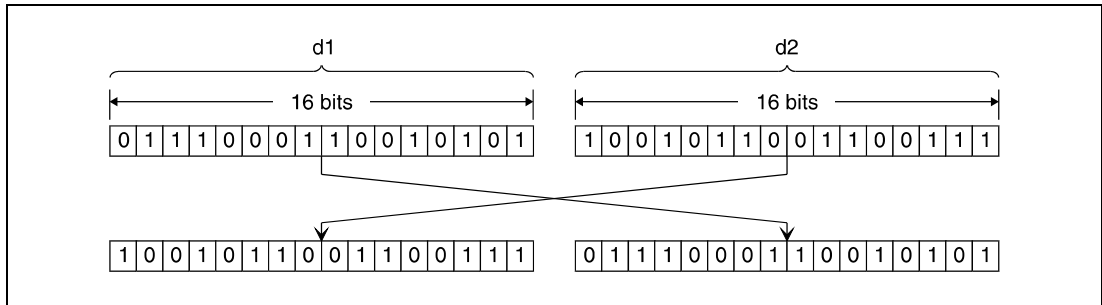 d1 d2
16 bits 16 bits
0 1 1 1 0 0 0 1 1 0 0 1 0 1 0 1 1 0 0 1 0 1 1 0 0 1 1 0 0 1 1 1
1 0 0 1 0 1 1 0 0 1 1 0 0 1 1 1 0 1 1 1 0 0 0 1 1 0 0 1 0 1 0 1